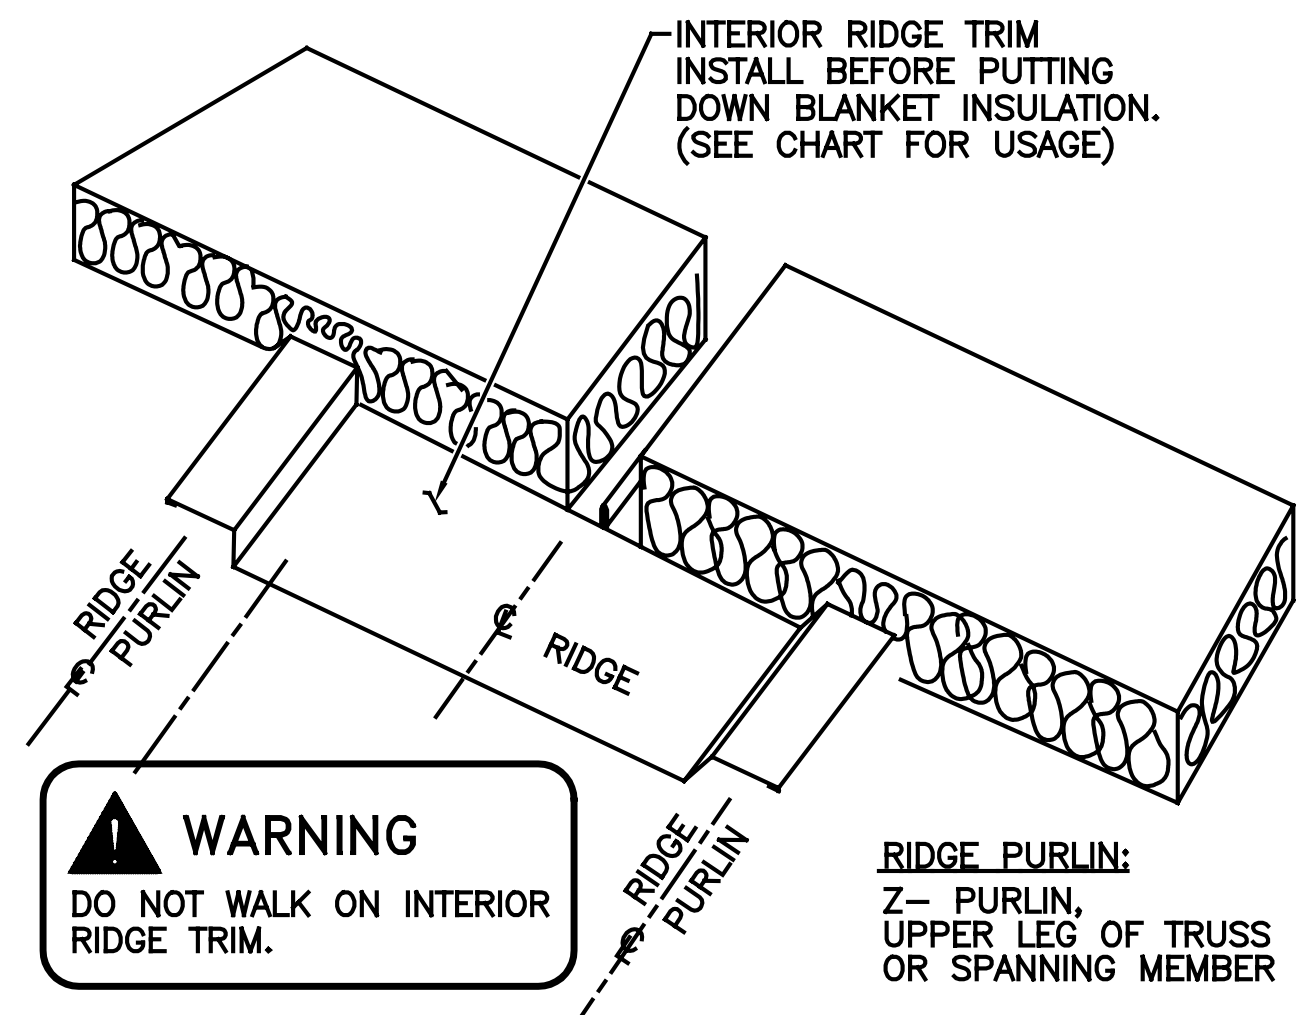 INTERIOR RIDGE TRIM
INSTALL BEFORE PUTTING
DOWN BLANKET INSULATION.
(SEE CHART FOR USAGE)
RIDGE
PURLIN
℄
℄ RIDGE
WARNING
DO NOT WALK ON INTERIOR
RIDGE TRIM.
RIDGE
PURLIN
℄
RIDGE PURLIN:
Z- PURLIN,
UPPER LEG OF TRUSS
OR SPANNING MEMBER